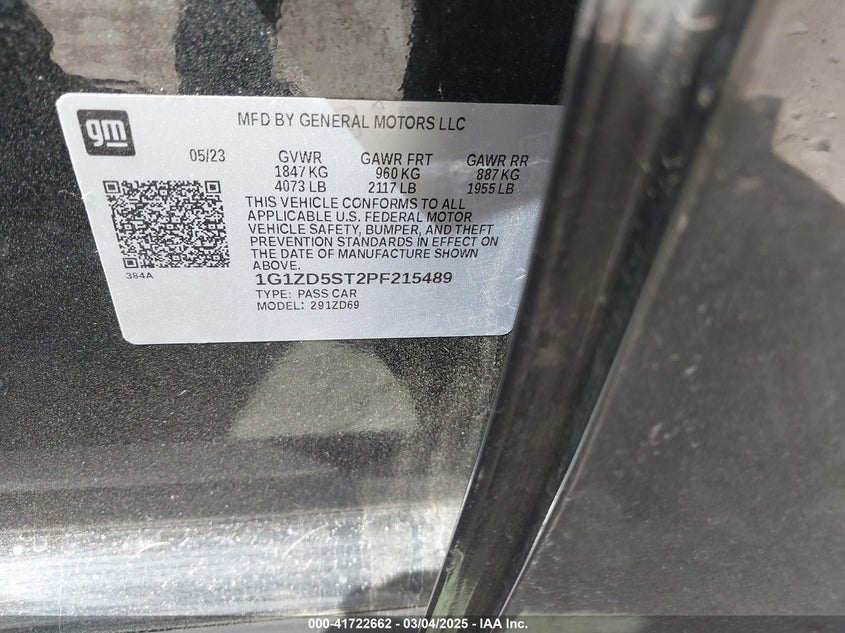 gm
MFD BY GENERAL MOTORS LLC
05/23 GVWR GAWR FRT GAWR RR
1847 KG 960 KG 887 KG
4073 LB 2117 LB 1955 LB
THIS VEHICLE CONFORMS TO ALL
APPLICABLE U.S. FEDERAL MOTOR
VEHICLE SAFETY, BUMPER, AND THEFT
PREVENTION STANDARDS IN EFFECT ON
THE DATE OF MANUFACTURE SHOWN
ABOVE.
384A
1G1ZD5ST2PF215489
TYPE: PASS CAR
MODEL: 291ZD69
000-41722662 - 03/04/2025 - IAA Inc.